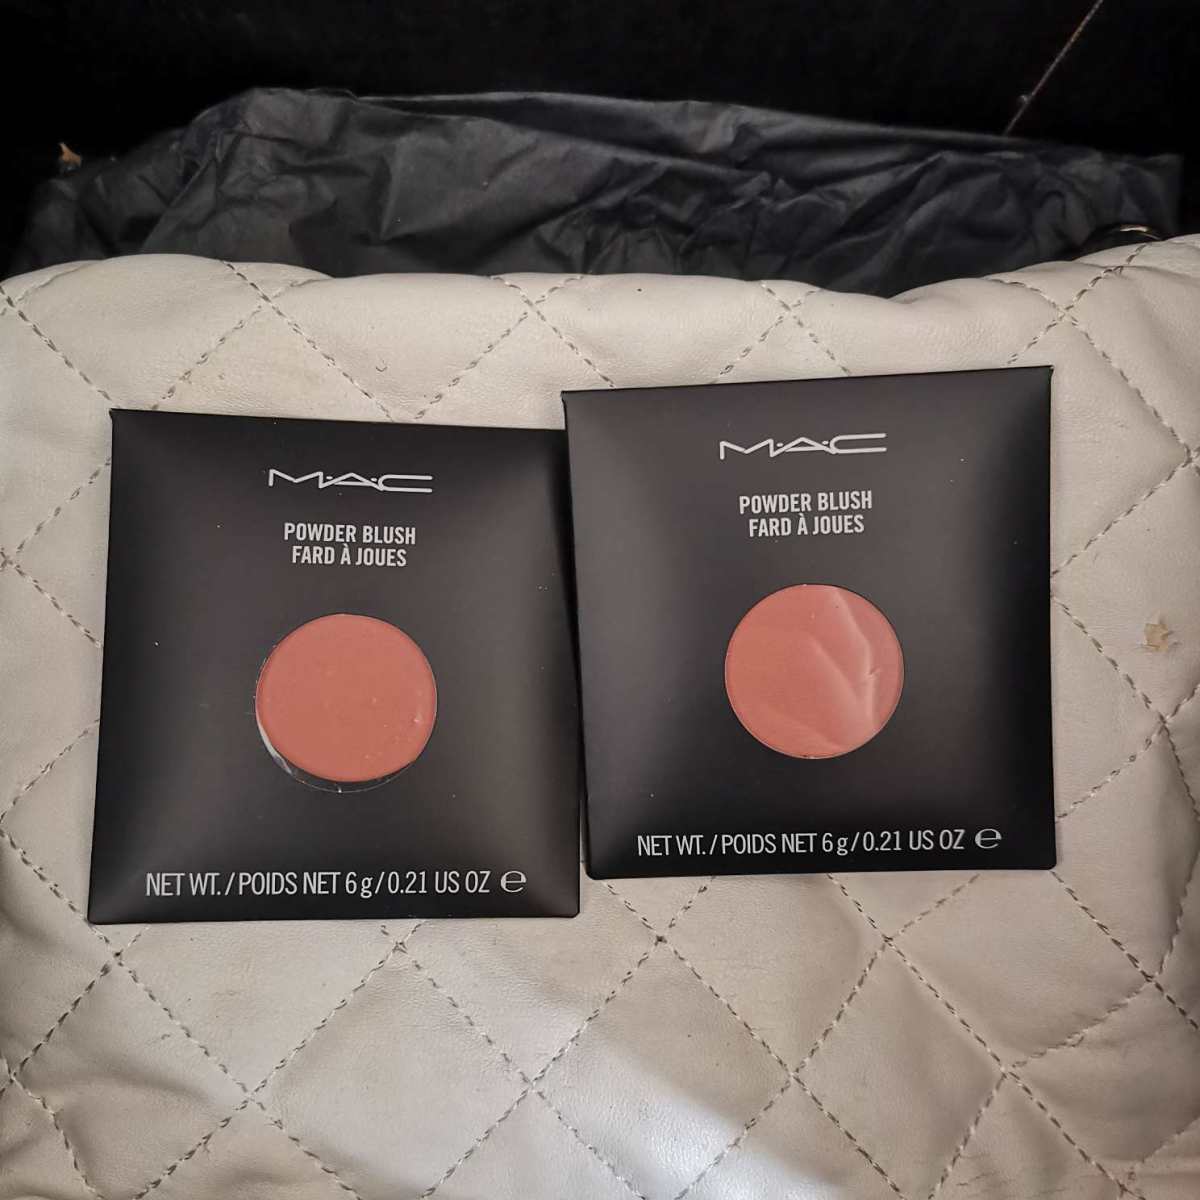 M·A·C
POWDER BLUSH
FARD À JOUES
NET WT. / POIDS NET 6 g / 0.21 US OZ ℮
M·A·C
POWDER BLUSH
FARD À JOUES
NET WT. / POIDS NET 6 g / 0.21 US OZ ℮